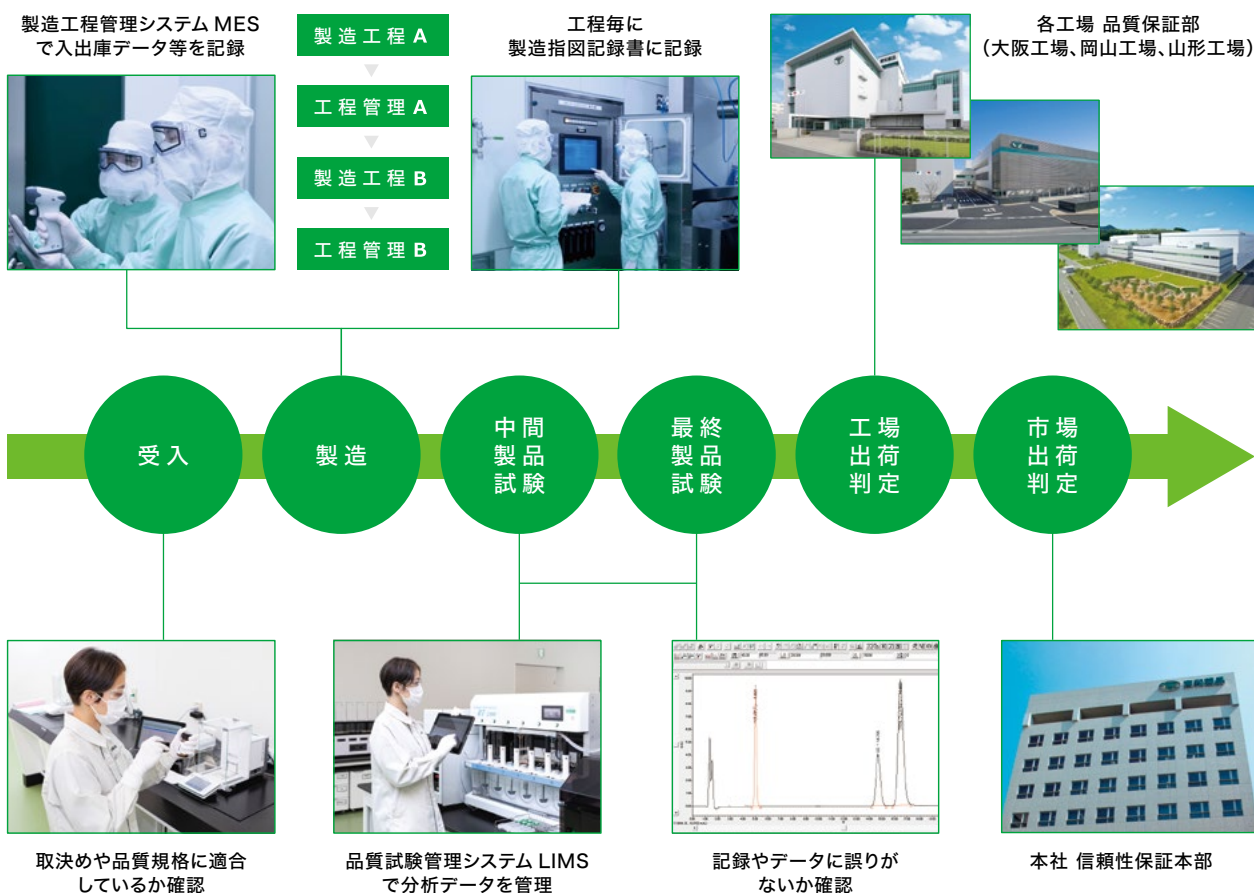 製造工程管理システム MES
で入出庫データ等を記録
製造工程 A
工程管理 A
製造工程 B
工程管理 B
工程毎に
製造指図記録書に記録
各工場 品質保証部
（大阪工場、岡山工場、山形工場）
受入
製造
中間
製品
試験
最終
製品
試験
工場
出荷
判定
市場
出荷
判定
取決めや品質規格に適合
しているか確認
品質試験管理システム LIMS
で分析データを管理
記録やデータに誤りが
ないか確認
本社 信頼性保証本部